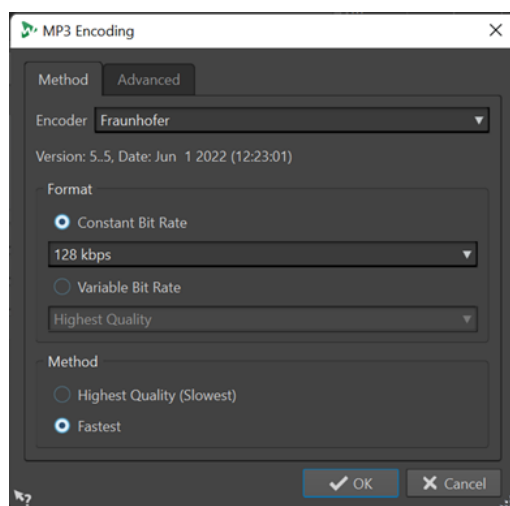 MP3 Encoding
Method Advanced
Encoder Fraunhofer
Version: 5..5, Date: Jun 1 2022 (12:23:01)
Format
Constant Bit Rate
128 kbps
Variable Bit Rate
Highest Quality
Method
Highest Quality (Slowest)
Fastest
OK Cancel